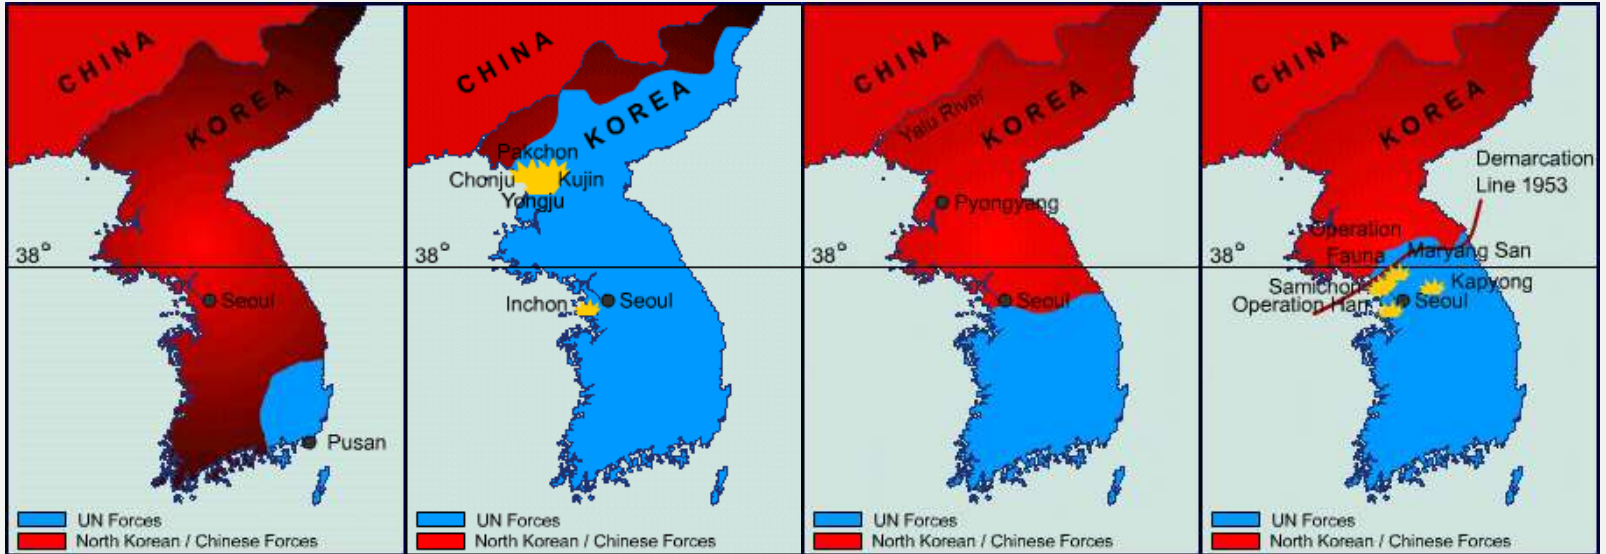 CHINA
KOREA
38°
Seoul
Pusan
UN Forces
North Korean / Chinese Forces
CHINA
KOREA
Pakchon
Chonju
Kujin
Yongju
38°
Inchon
Seoul
UN Forces
North Korean / Chinese Forces
CHINA
Yalu River
KOREA
Pyongyang
38°
Seoul
UN Forces
North Korean / Chinese Forces
CHINA
KOREA
Demarcation
Line 1953
Operation
Fauna
Maryang San
38°
Samichon
Kapyong
Operation Han
Seoul
UN Forces
North Korean / Chinese Forces